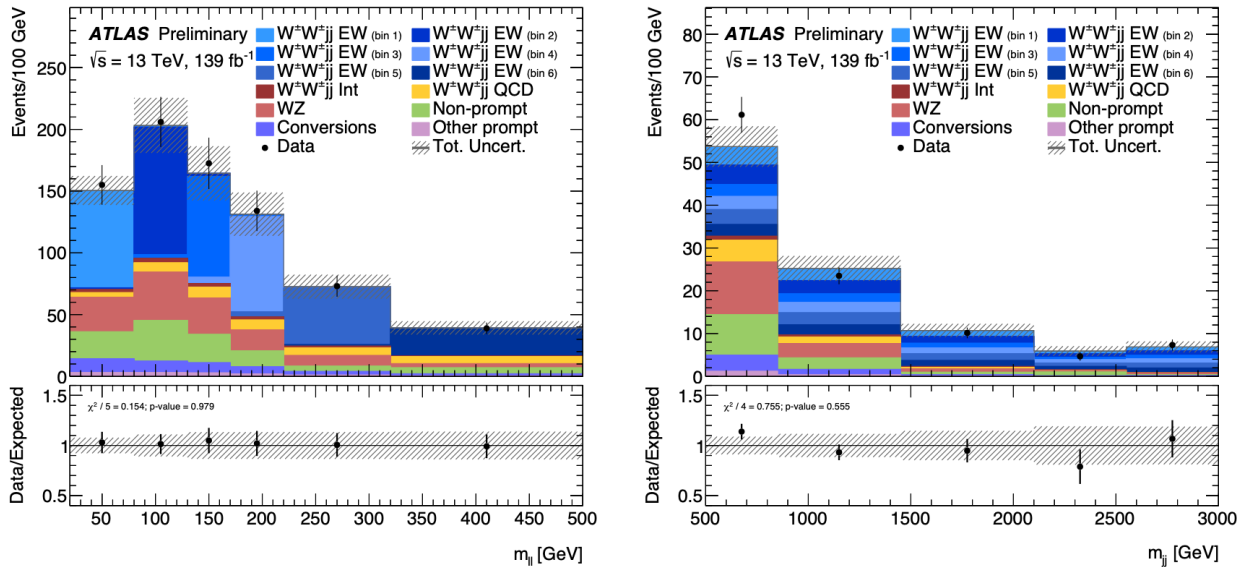 ATLAS Preliminary
√s = 13 TeV, 139 fb⁻¹
W±W±jj EW (bin 1)
W±W±jj EW (bin 2)
W±W±jj EW (bin 3)
W±W±jj EW (bin 4)
W±W±jj EW (bin 5)
W±W±jj EW (bin 6)
W±W±jj Int
W±W±jj QCD
WZ
Non-prompt
Conversions
Other prompt
Data
Tot. Uncert.
Events/100 GeV
250
200
150
100
50
0
χ² / 5 = 0.154; p-value = 0.979
Data/Expected
1.5
1
0.5
50 100 150 200 250 300 350 400 450 500
m_ll [GeV]
ATLAS Preliminary
√s = 13 TeV, 139 fb⁻¹
W±W±jj EW (bin 1)
W±W±jj EW (bin 2)
W±W±jj EW (bin 3)
W±W±jj EW (bin 4)
W±W±jj EW (bin 5)
W±W±jj EW (bin 6)
W±W±jj Int
W±W±jj QCD
WZ
Non-prompt
Conversions
Other prompt
Data
Tot. Uncert.
Events/100 GeV
80
70
60
50
40
30
20
10
0
χ² / 4 = 0.755; p-value = 0.555
Data/Expected
1.5
1
0.5
500 1000 1500 2000 2500 3000
m_jj [GeV]